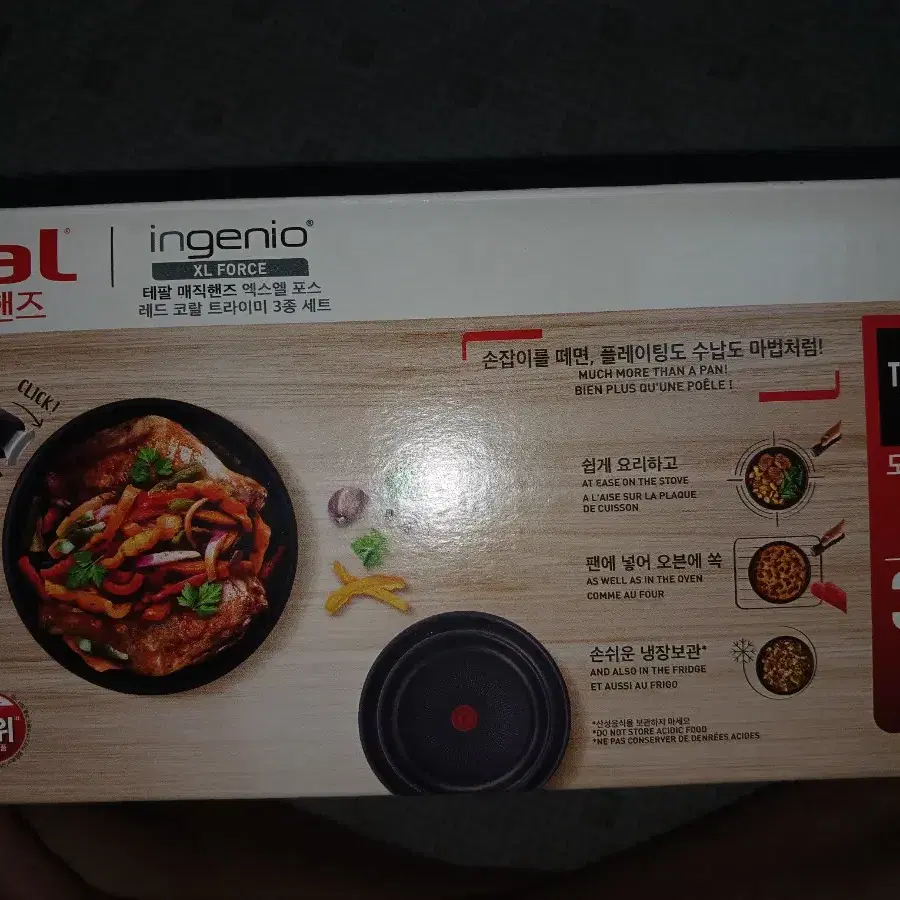 ingenio®
XL FORCE
테팔 매직핸즈 엑스엘 포스
레드 코랄 트라이미 3종 세트
CLICK!
손잡이를 떼면, 플레이팅도 수납도 마법처럼!
MUCH MORE THAN A PAN!
BIEN PLUS QU'UNE POÊLE !
쉽게 요리하고
AT EASE ON THE STOVE
A L'AISE SUR LA PLAQUE
DE CUISSON
팬에 넣어 오븐에 쏙
AS WELL AS IN THE OVEN
COMME AU FOUR
손쉬운 냉장보관*
AND ALSO IN THE FRIDGE
ET AUSSI AU FRIGO
*산성음식을 보관하지 마세요
*DO NOT STORE ACIDIC FOOD
*NE PAS CONSERVER DE DENRÉES ACIDES